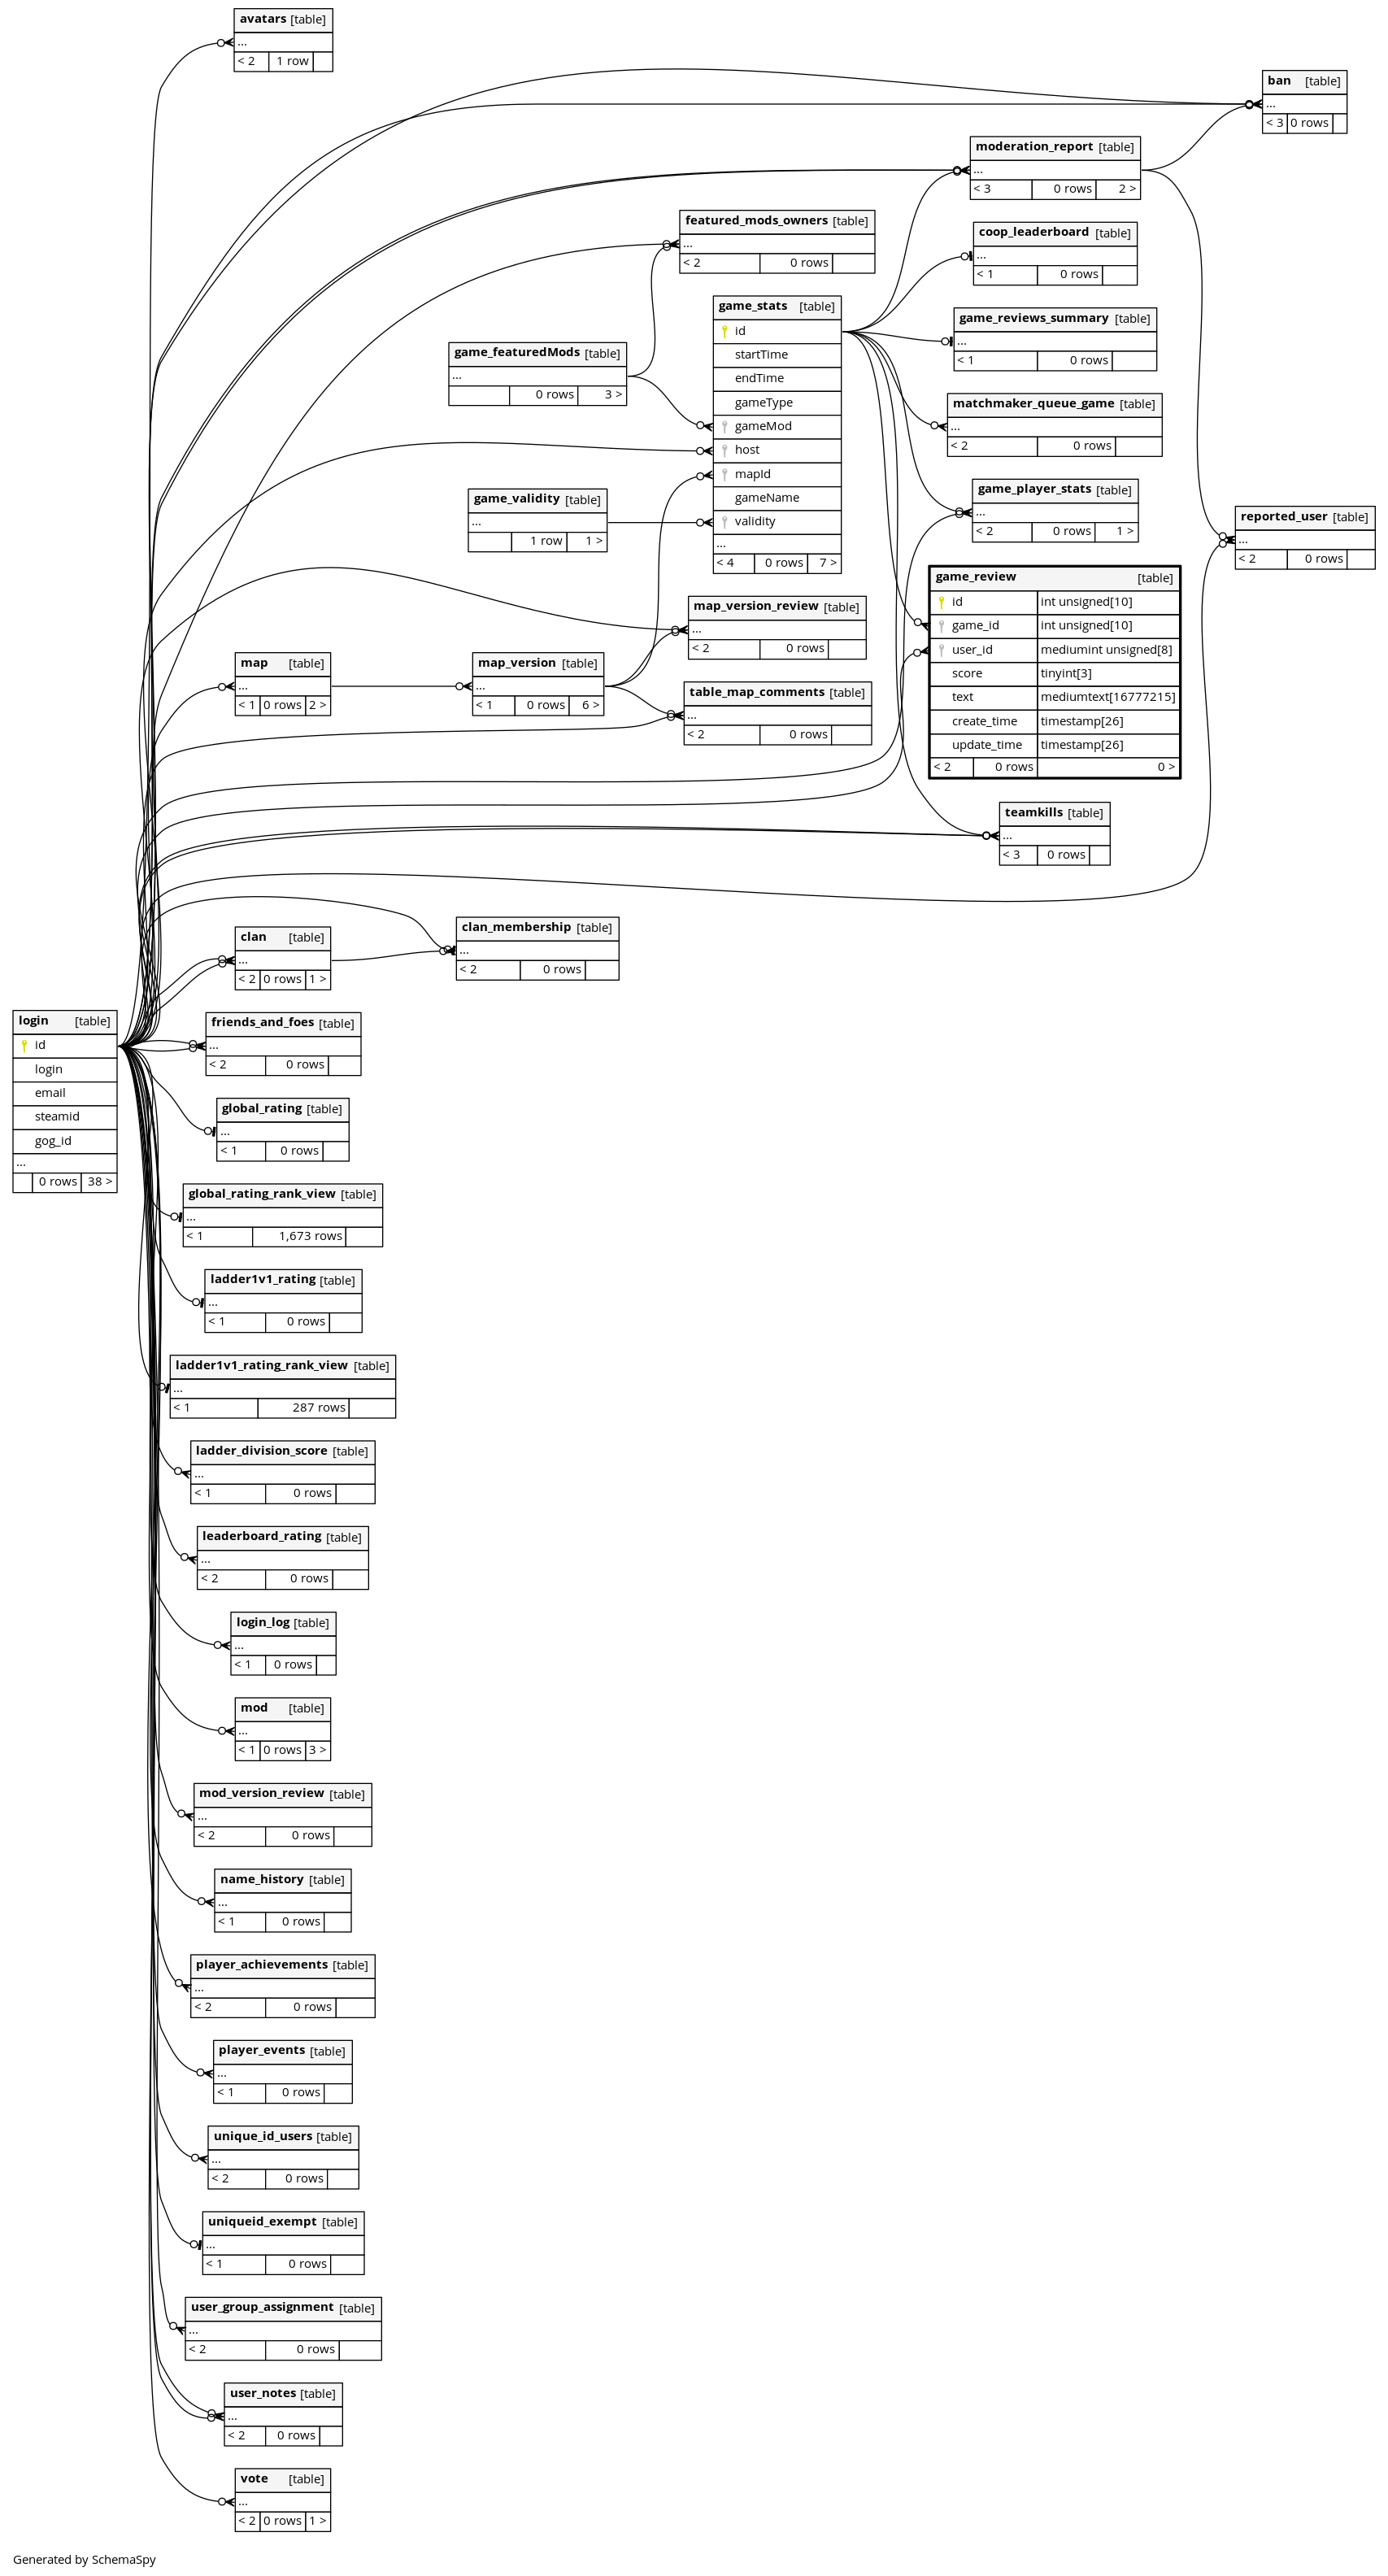 avatars [table]
...
< 2 1 row
ban [table]
...
< 3 0 rows
moderation_report [table]
...
< 3 0 rows 2 >
featured_mods_owners [table]
...
< 2 0 rows
coop_leaderboard [table]
...
< 1 0 rows
game_stats [table]
id
startTime
endTime
gameType
gameMod
host
mapId
gameName
validity
...
< 4 0 rows 7 >
game_reviews_summary [table]
...
< 1 0 rows
game_featuredMods [table]
...
0 rows 3 >
matchmaker_queue_game [table]
...
< 2 0 rows
game_validity [table]
...
1 row 1 >
game_player_stats [table]
...
< 2 0 rows 1 >
reported_user [table]
...
< 2 0 rows
game_review [table]
id int unsigned[10]
game_id int unsigned[10]
user_id mediumint unsigned[8]
score tinyint[3]
text mediumtext[16777215]
create_time timestamp[26]
update_time timestamp[26]
< 2 0 rows 0 >
map_version_review [table]
...
< 2 0 rows
map [table]
...
< 1 0 rows 2 >
map_version [table]
...
< 1 0 rows 6 >
table_map_comments [table]
...
< 2 0 rows
teamkills [table]
...
< 3 0 rows
clan [table]
...
< 2 0 rows 1 >
clan_membership [table]
...
< 2 0 rows
login [table]
id
login
email
steamid
gog_id
...
0 rows 38 >
friends_and_foes [table]
...
< 2 0 rows
global_rating [table]
...
< 1 0 rows
global_rating_rank_view [table]
...
< 1 1,673 rows
ladder1v1_rating [table]
...
< 1 0 rows
ladder1v1_rating_rank_view [table]
...
< 1 287 rows
ladder_division_score [table]
...
< 1 0 rows
leaderboard_rating [table]
...
< 2 0 rows
login_log [table]
...
< 1 0 rows
mod [table]
...
< 1 0 rows 3 >
mod_version_review [table]
...
< 2 0 rows
name_history [table]
...
< 1 0 rows
player_achievements [table]
...
< 2 0 rows
player_events [table]
...
< 1 0 rows
unique_id_users [table]
...
< 2 0 rows
uniqueid_exempt [table]
...
< 1 0 rows
user_group_assignment [table]
...
< 2 0 rows
user_notes [table]
...
< 2 0 rows
vote [table]
...
< 2 0 rows 1 >
Generated by SchemaSpy